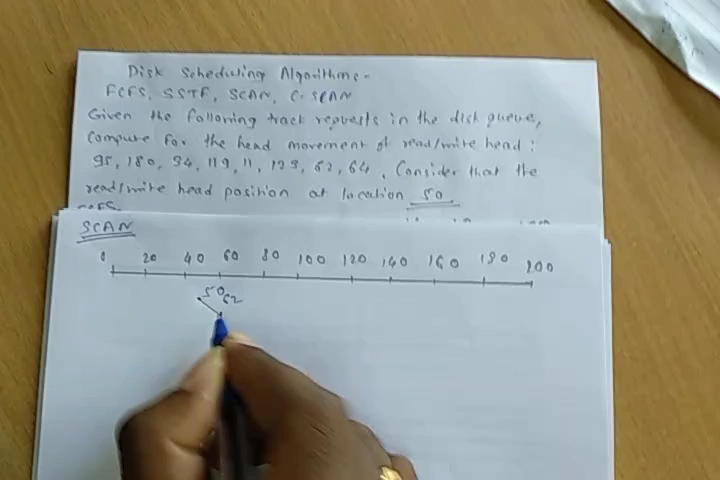 Disk Scheduling Algorithms-
FCFS, SSTF, SCAN, C-SCAN
Given the following track requests in the disk queue,
Compute for the head movement of read/write head:
95, 180, 34, 119, 11, 123, 62, 64. Consider that the
read/write head position at location 50
SCAN
0 20 40 60 80 100 120 140 160 180 200
50
62